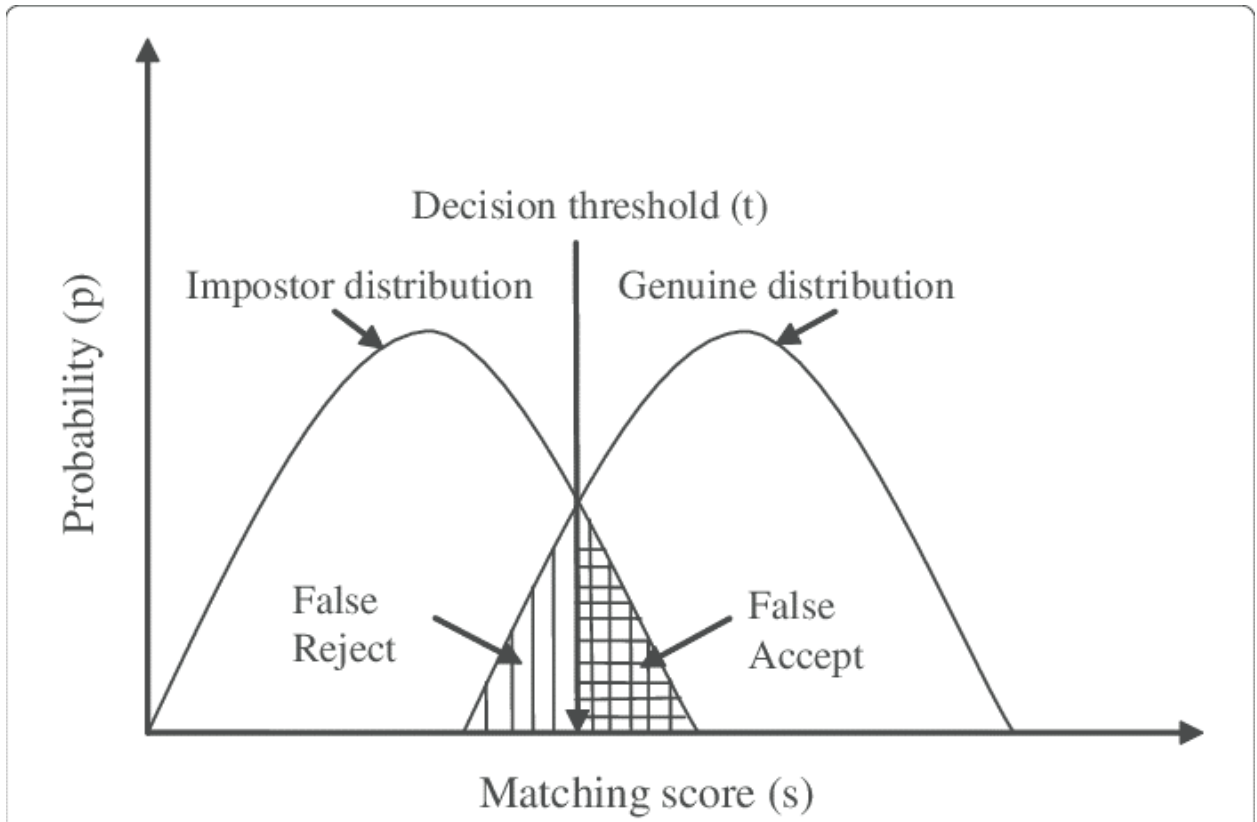 Decision threshold (t)
Impostor distribution
Genuine distribution
Probability (p)
False
Reject
False
Accept
Matching score (s)